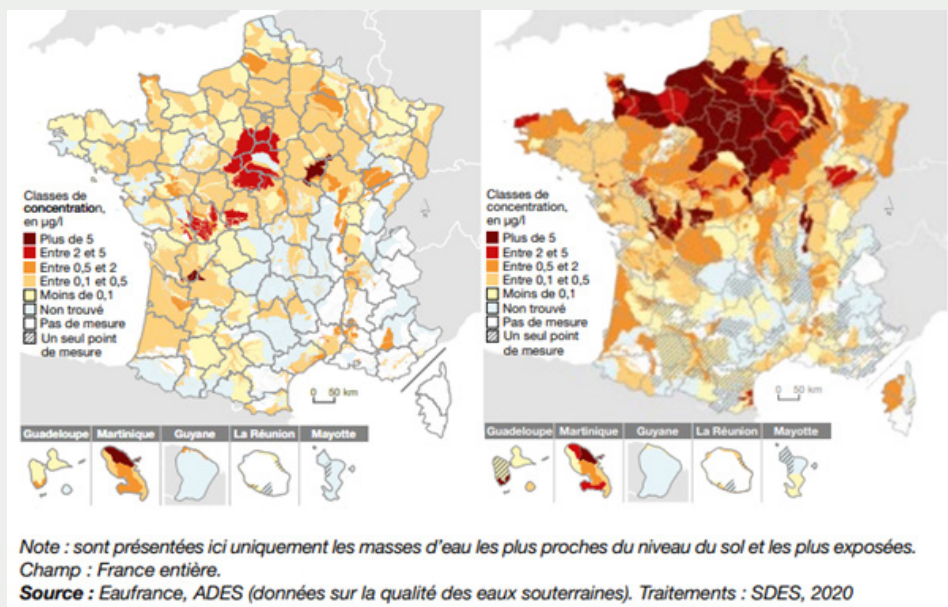 Classes de
concentration,
en µg/l
Plus de 5
Entre 2 et 5
Entre 0,5 et 2
Entre 0,1 et 0,5
Moins de 0,1
Non trouvé
Pas de mesure
Un seul point
de mesure
0 50 km
Guadeloupe Martinique Guyane La Réunion Mayotte
Classes de
concentration,
en µg/l
Plus de 5
Entre 2 et 5
Entre 0,5 et 2
Entre 0,1 et 0,5
Moins de 0,1
Non trouvé
Pas de mesure
Un seul point
de mesure
0 50 km
Guadeloupe Martinique Guyane La Réunion Mayotte
Note : sont présentées ici uniquement les masses d'eau les plus proches du niveau du sol et les plus exposées.
Champ : France entière.
Source : Eaufrance, ADES (données sur la qualité des eaux souterraines). Traitements : SDES, 2020